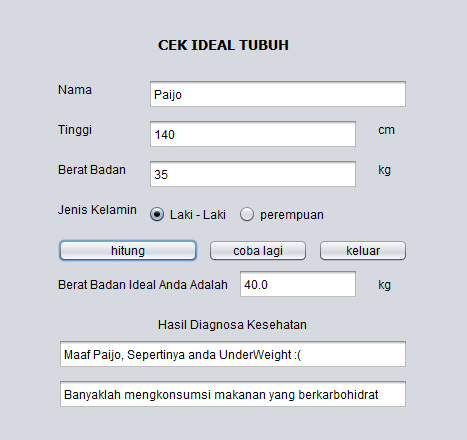 CEK IDEAL TUBUH
Nama Paijo
Tinggi 140 cm
Berat Badan 35 kg
Jenis Kelamin Laki - Laki perempuan
hitung coba lagi keluar
Berat Badan Ideal Anda Adalah 40.0 kg
Hasil Diagnosa Kesehatan
Maaf Paijo, Sepertinya anda UnderWeight :(
Banyaklah mengkonsumsi makanan yang berkarbohidrat